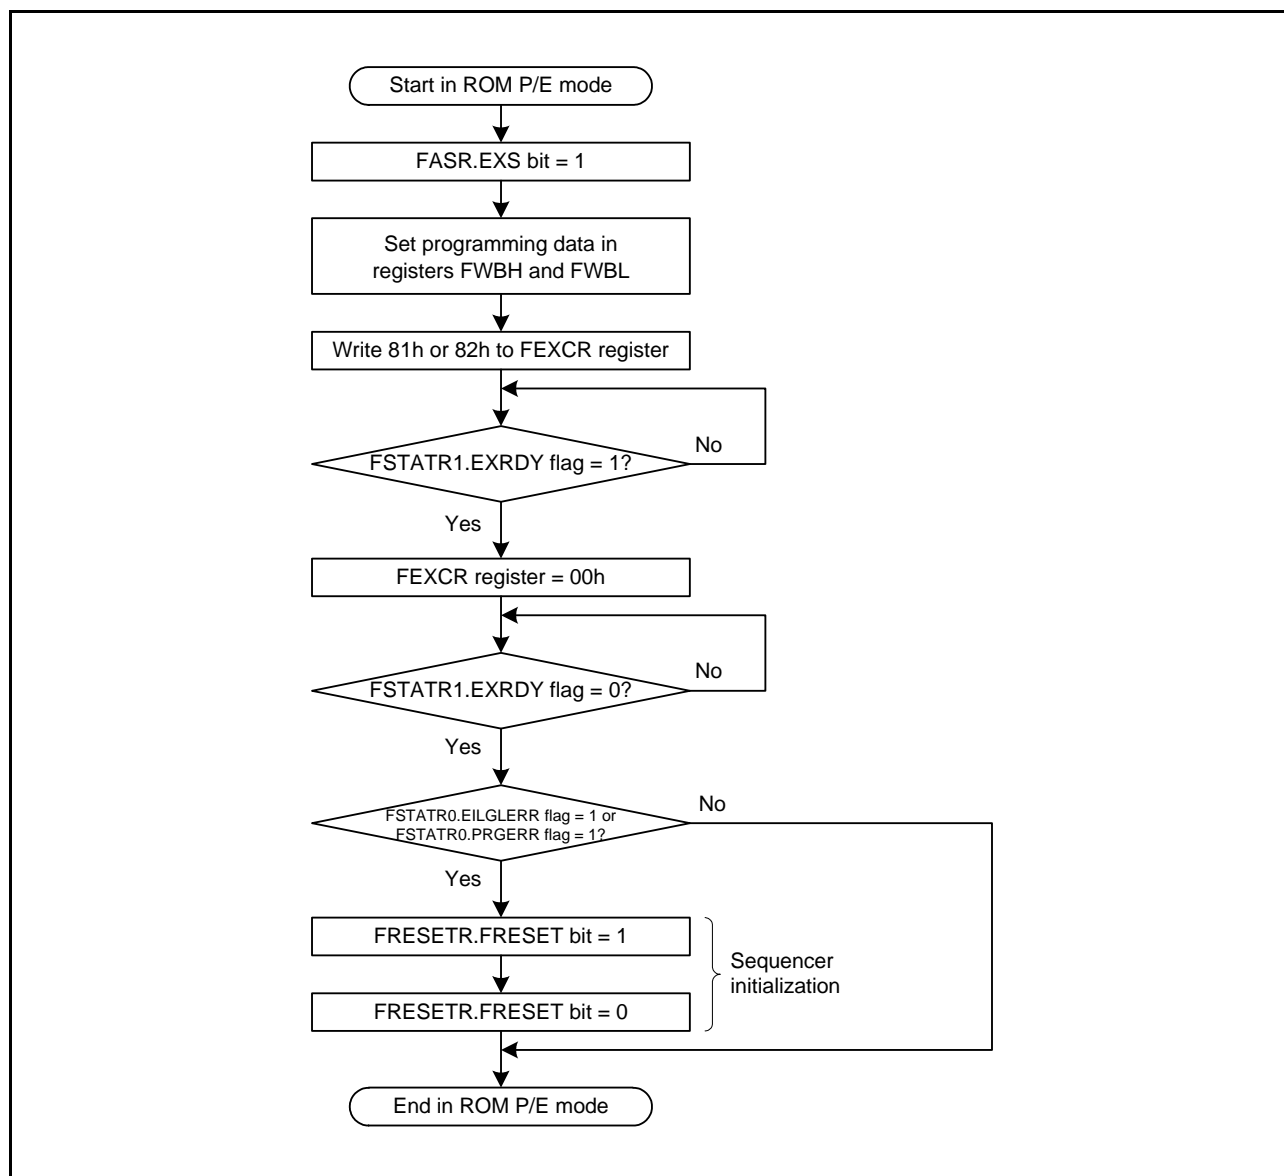 Start in ROM P/E mode
FASR.EXS bit = 1
Set programming data in
registers FWBH and FWBL
Write 81h or 82h to FEXCR register
No
FSTATR1.EXRDY flag = 1?
Yes
FEXCR register = 00h
No
FSTATR1.EXRDY flag = 0?
Yes
No
FSTATR0.EILGLERR flag = 1 or
FSTATR0.PRGERR flag = 1?
Yes
FRESETR.FRESET bit = 1
Sequencer
initialization
FRESETR.FRESET bit = 0
End in ROM P/E mode